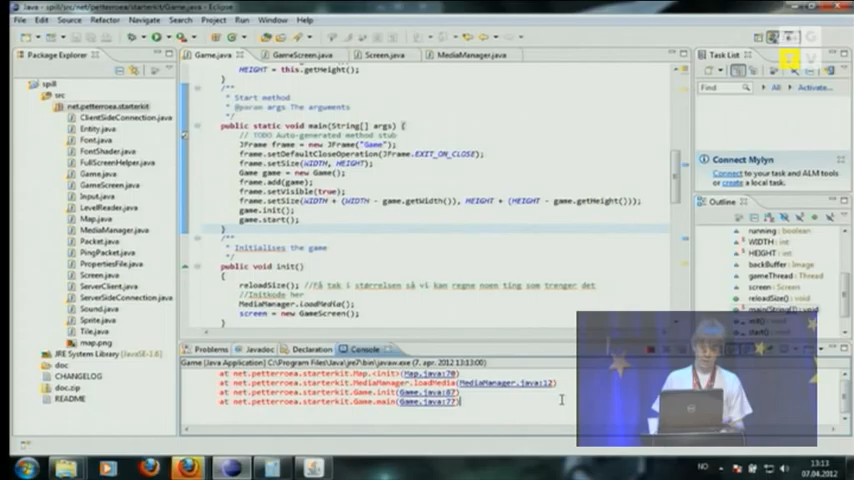 Java - spill/src/net/petterroea/starterkit/Game.java - Eclipse
File Edit Source Refactor Navigate Search Project Run Window Help
Package Explorer
spill
src
net.petterroea.starterkit
ClientSideConnection.java
Entity.java
Font.java
FontShader.java
FullScreenHelper.java
Game.java
GameScreen.java
Input.java
LevelReader.java
Map.java
MediaManager.java
Packet.java
PingPacket.java
PropertiesFile.java
Screen.java
ServerClient.java
ServerSideConnection.java
Sound.java
Sprite.java
Tile.java
map.png
JRE System Library [JavaSE-1.6]
doc
CHANGELOG
doc.zip
README
Game.java GameScreen.java Screen.java MediaManager.java
HEIGHT = this.getHeight();
}
/**
* Start method
* @param args The arguments
*/
public static void main(String[] args) {
// TODO Auto-generated method stub
JFrame frame = new JFrame("Game");
frame.setDefaultCloseOperation(JFrame.EXIT_ON_CLOSE);
frame.setSize(WIDTH, HEIGHT);
Game game = new Game();
frame.add(game);
frame.setVisible(true);
frame.setSize(WIDTH + (WIDTH - game.getWidth()), HEIGHT + (HEIGHT - game.getHeight()));
game.init();
game.start();
}
/**
* Initialises the game
*/
public void init()
{
reloadSize(); //Få tak i størrelsen så vi kan regne noen ting som trenger det
//Initkode her
MediaManager.loadMedia();
screen = new GameScreen();
}
Problems Javadoc Declaration Console
Game [Java Application] C:\Program Files\Java\jre7\bin\javaw.exe (7. apr. 2012 13:13:00)
at net.petterroea.starterkit.Map.<init>(Map.java:70)
at net.petterroea.starterkit.MediaManager.loadMedia(MediaManager.java:12)
at net.petterroea.starterkit.Game.init(Game.java:87)
at net.petterroea.starterkit.Game.main(Game.java:77)
Task List
Find All Activate...
Connect Mylyn
Connect to your task and ALM tools
or create a local task.
Outline
running : boolean
WIDTH : int
HEIGHT : int
backBuffer : Image
gameThread : Thread
screen : Screen
reloadSize() : void
G
T
V
NO
13:13
07.04.2012